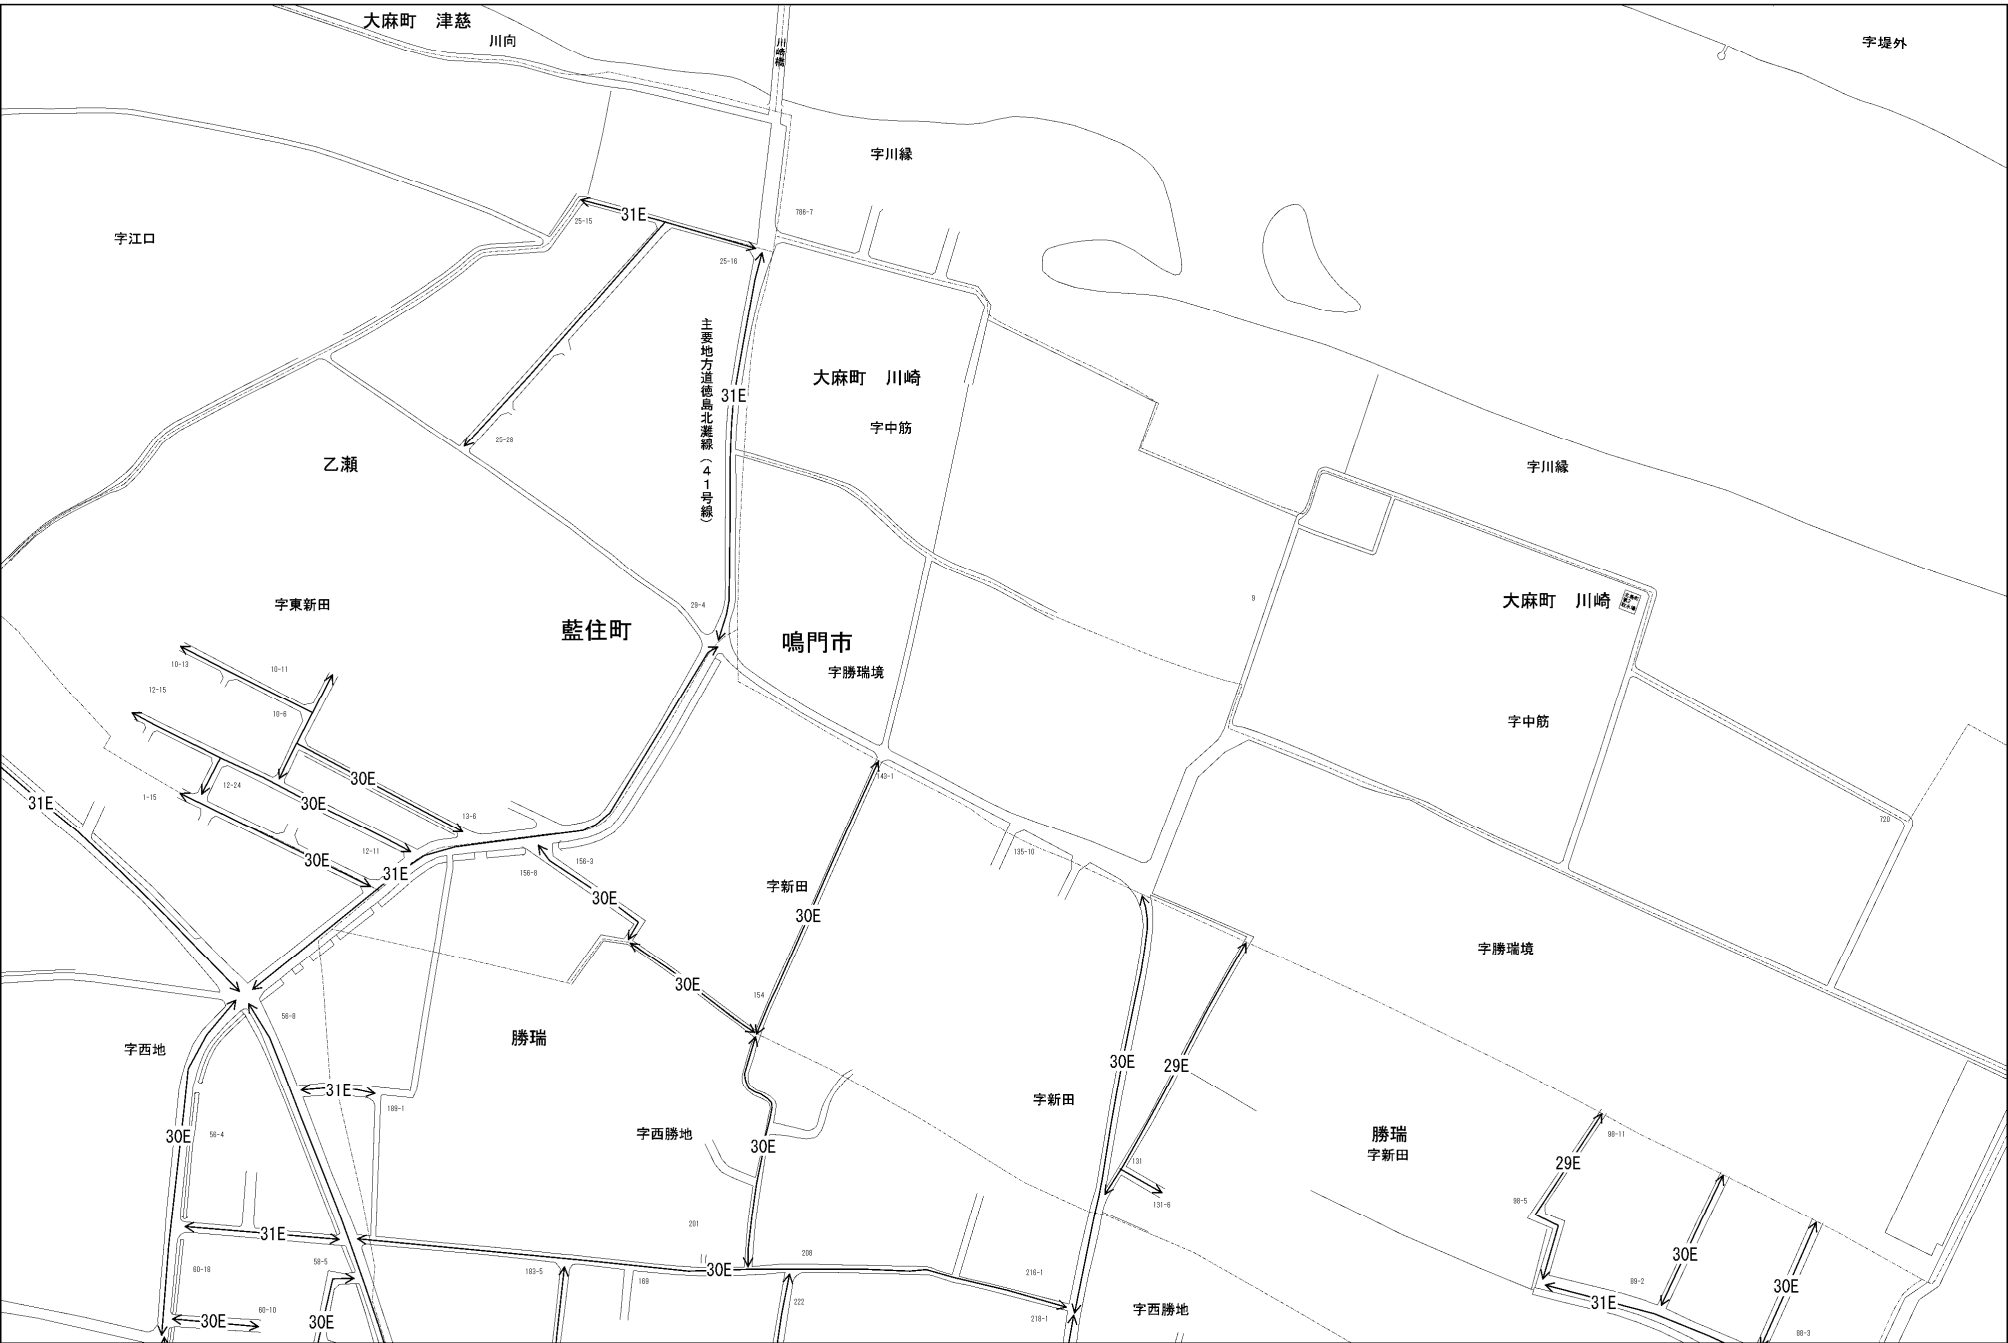 大麻町　津慈
川向
川崎橋
字堤外
字川縁
786-7
31E
25-15
字江口
25-16
主要地方道徳島北灘線（４１号線）
31E
大麻町　川崎
字中筋
25-28
乙瀬
字川縁
9
29-4
字東新田
大麻町　川崎
藍住町
鳴門市
字勝瑞境
10-13
10-11
12-15
10-6
字中筋
30E
143-1
12-24
1-15
31E
30E
13-6
720
12-11
30E
31E
156-3
156-8
135-10
字新田
30E
30E
字勝瑞境
30E
154
56-8
勝瑞
字西地
30E
29E
31E
189-1
字新田
30E
56-4
字西勝地
30E
勝瑞
字新田
98-11
29E
131
131-6
98-5
201
31E
208
30E
58-5
60-18
183-5
169
30E
216-1
89-2
30E
30E
222
31E
字西勝地
60-10
30E
30E
218-1
88-3